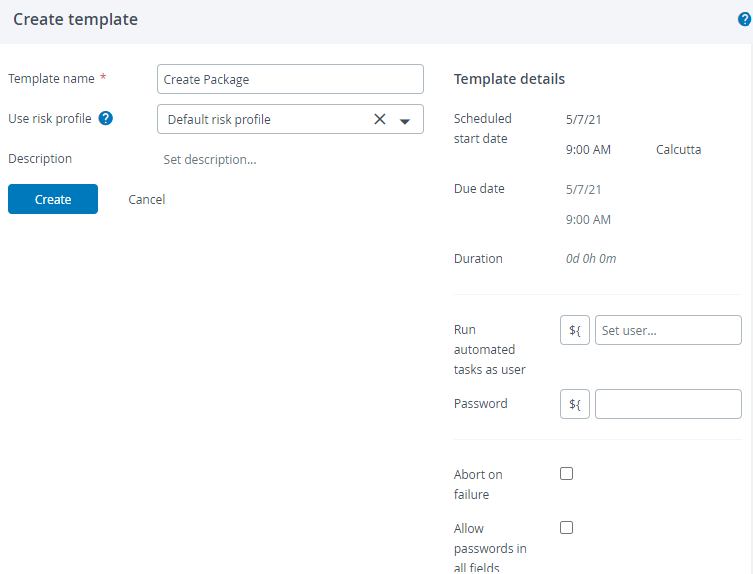 Create template
?
Template name *
Create Package
Use risk profile ?
Default risk profile
Description
Set description...
Create
Cancel
Template details
Scheduled
start date
5/7/21
9:00 AM
Calcutta
Due date
5/7/21
9:00 AM
Duration
0d 0h 0m
Run
automated
tasks as user
${
Set user...
Password
${
Abort on
failure
Allow
passwords in
all fields